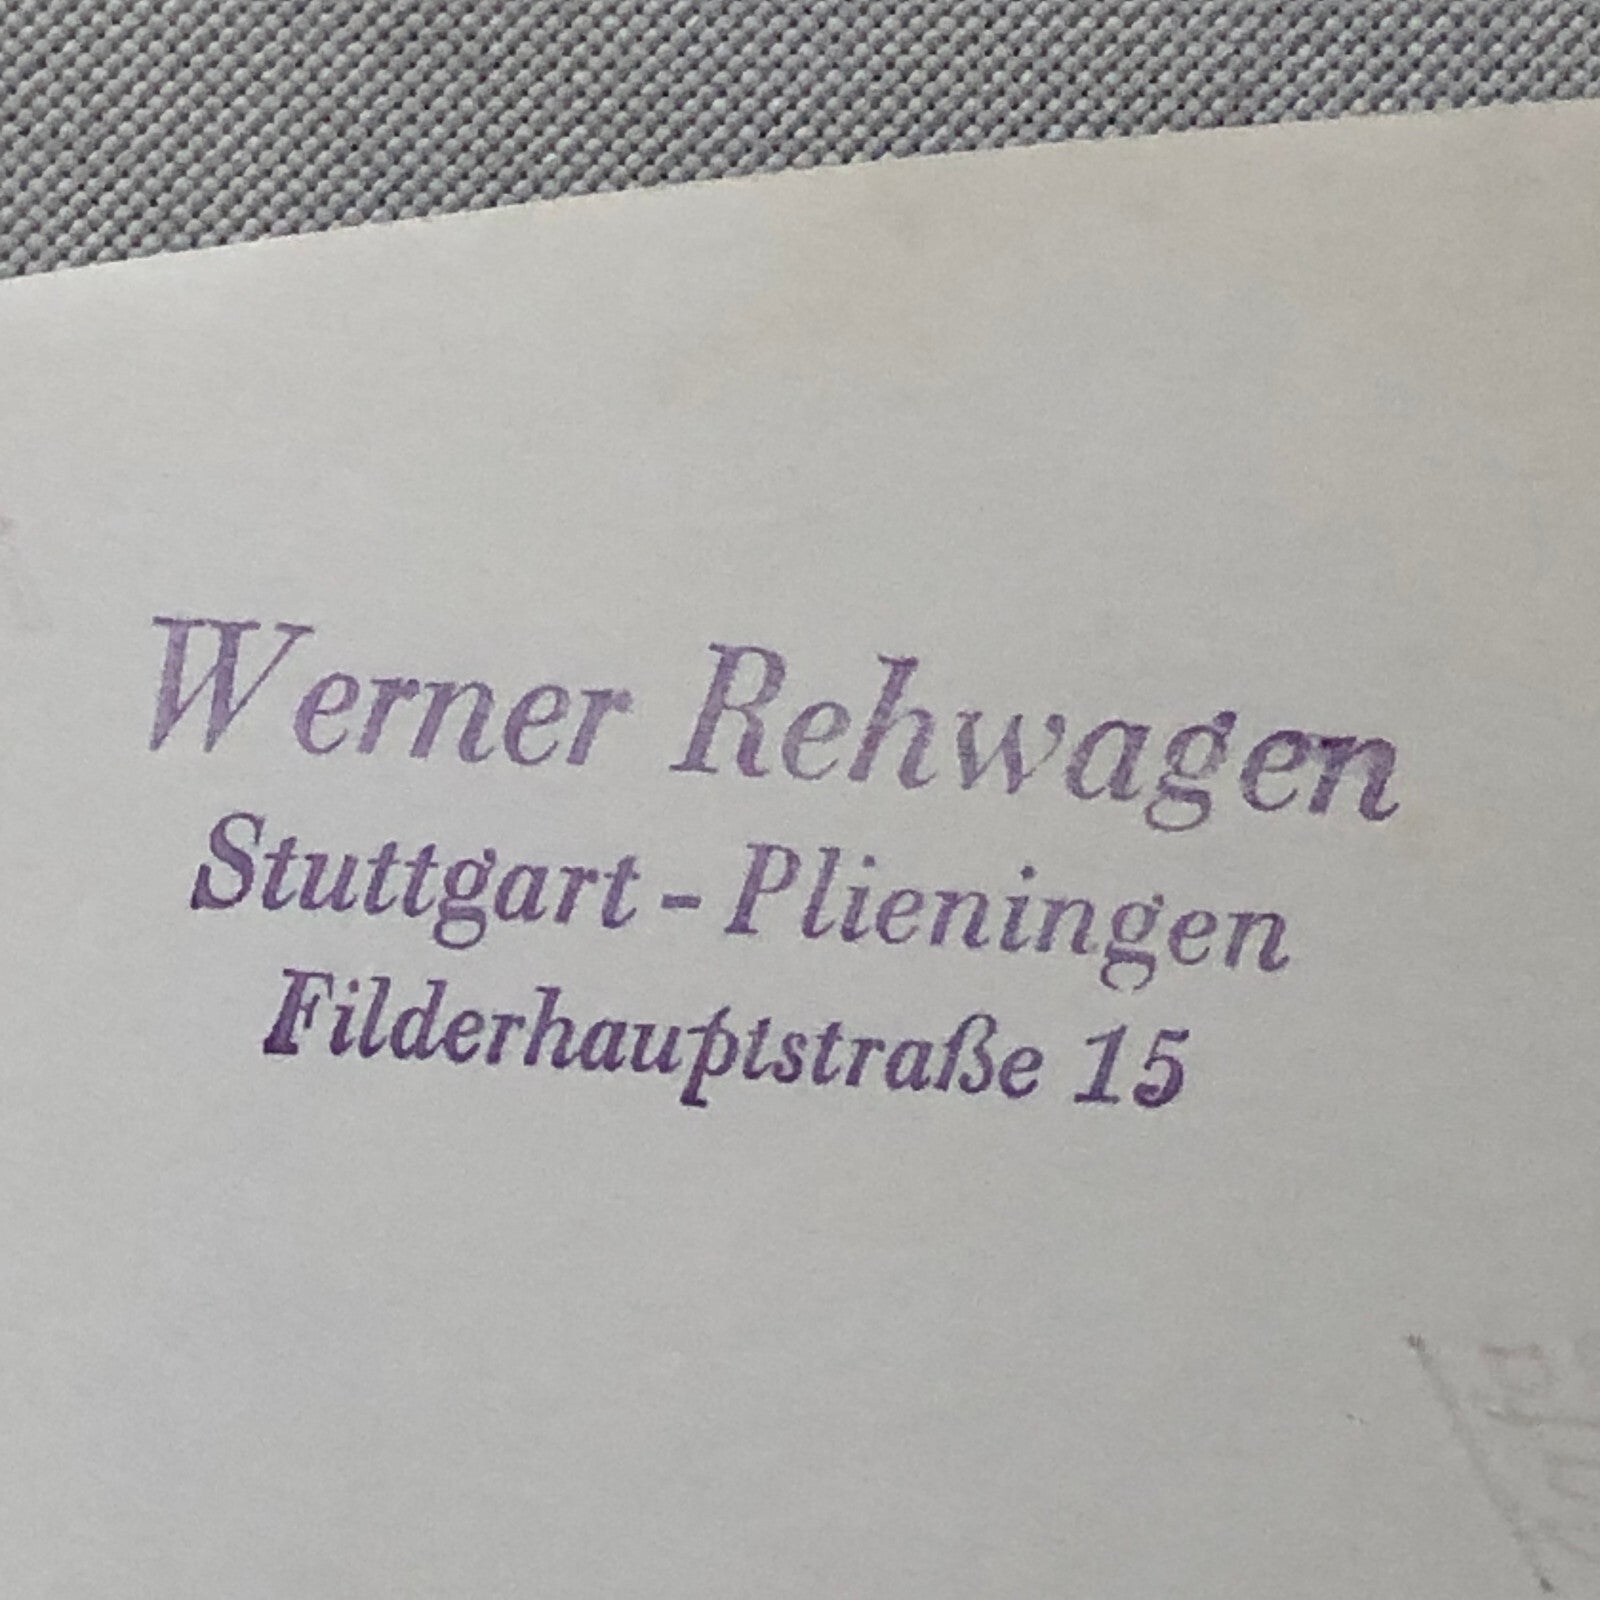 Werner Rehwagen
Stuttgart - Plieningen
Filderhauptstraße 15